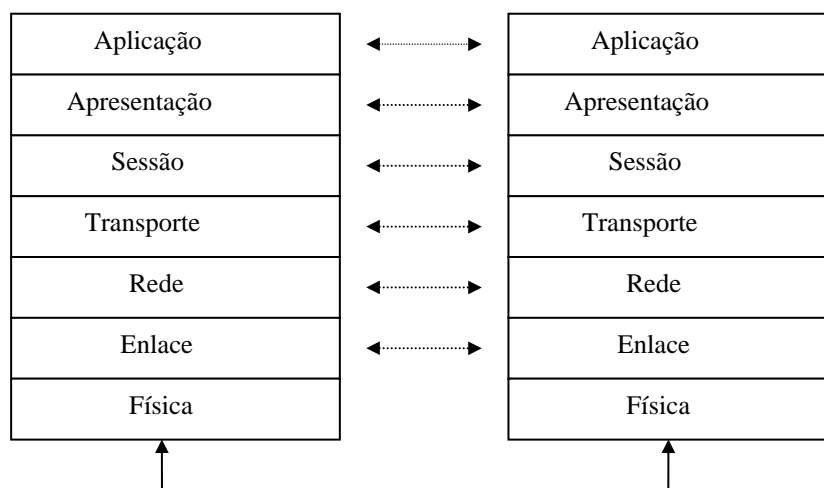 Aplicação
Aplicação
Apresentação
Apresentação
Sessão
Sessão
Transporte
Transporte
Rede
Rede
Enlace
Enlace
Física
Física